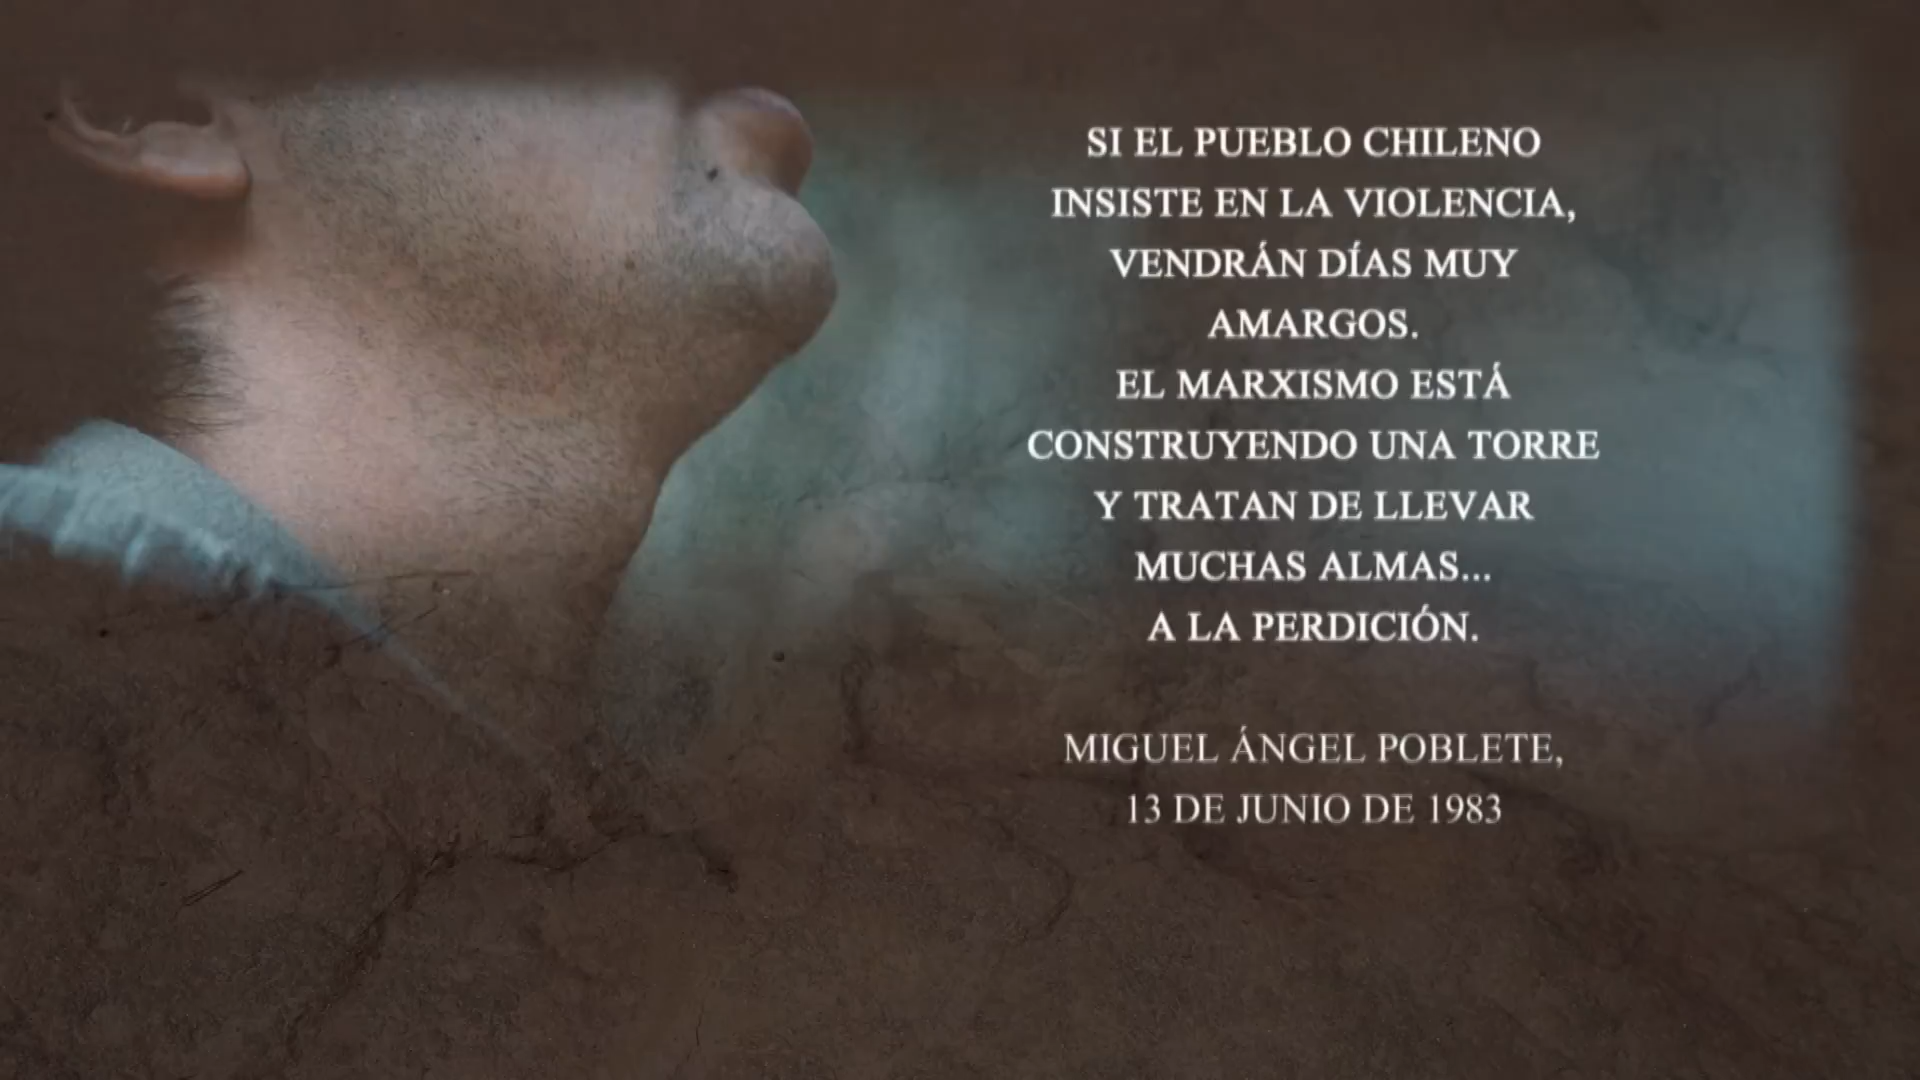 SI EL PUEBLO CHILENO
INSISTE EN LA VIOLENCIA,
VENDRÁN DÍAS MUY
AMARGOS.
EL MARXISMO ESTÁ
CONSTRUYENDO UNA TORRE
Y TRATAN DE LLEVAR
MUCHAS ALMAS...
A LA PERDICIÓN.
MIGUEL ÁNGEL POBLETE,
13 DE JUNIO DE 1983